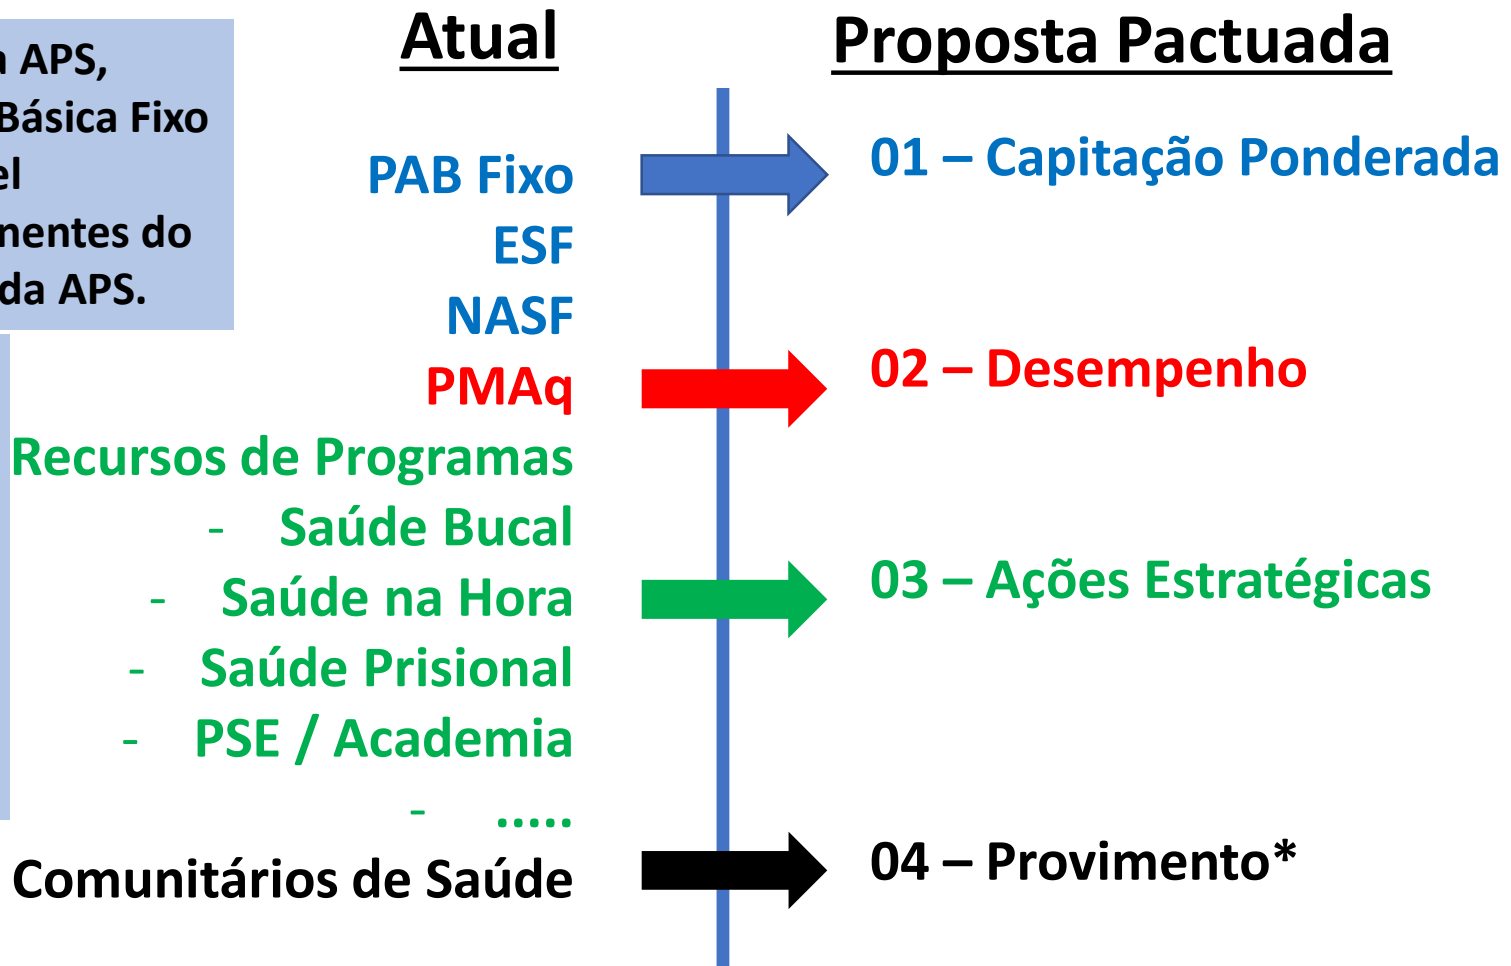 a APS,
Básica Fixo
el
nentes do
da APS.
Atual
PAB Fixo
ESF
NASF
PMAq
Recursos de Programas
- Saúde Bucal
- Saúde na Hora
- Saúde Prisional
- PSE / Academia
- .....
Comunitários de Saúde
Proposta Pactuada
01 – Capitação Ponderada
02 – Desempenho
03 – Ações Estratégicas
04 – Provimento*